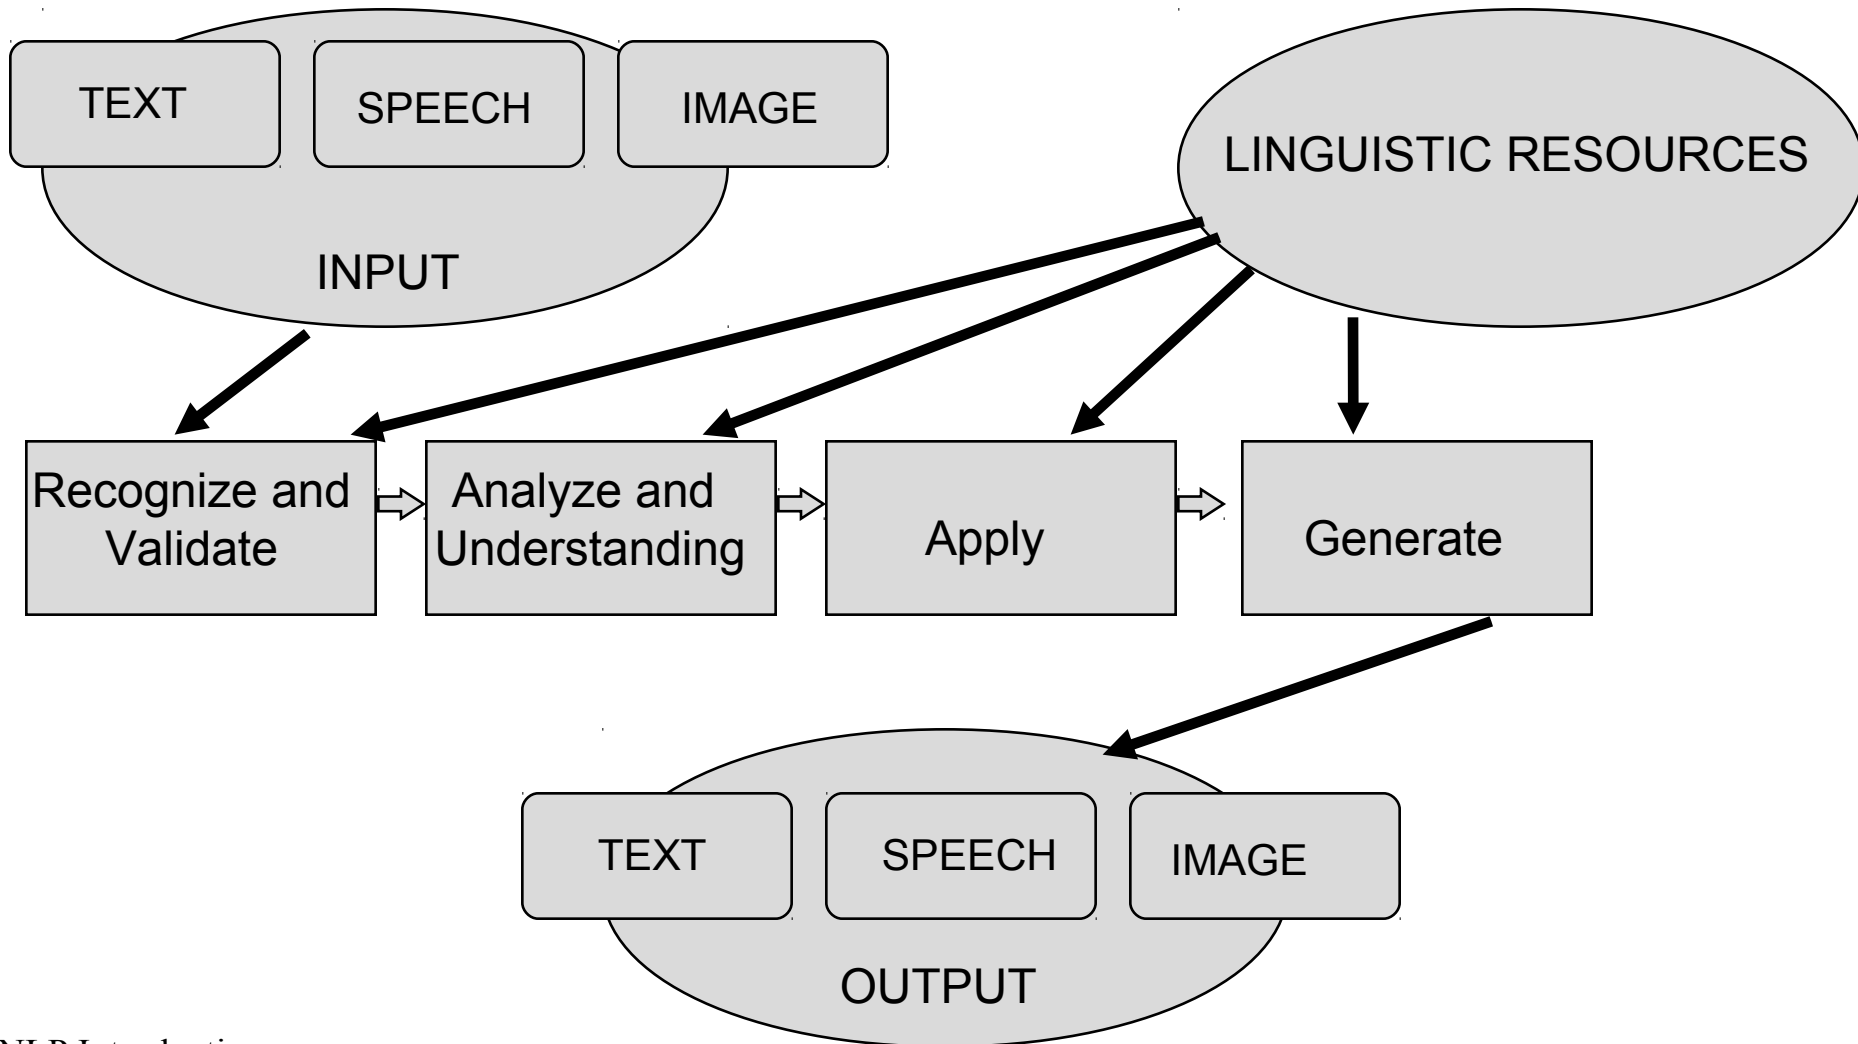 TEXT
SPEECH
IMAGE
LINGUISTIC RESOURCES
INPUT
Recognize and
Validate
Analyze and
Understanding
Apply
Generate
TEXT
SPEECH
IMAGE
OUTPUT